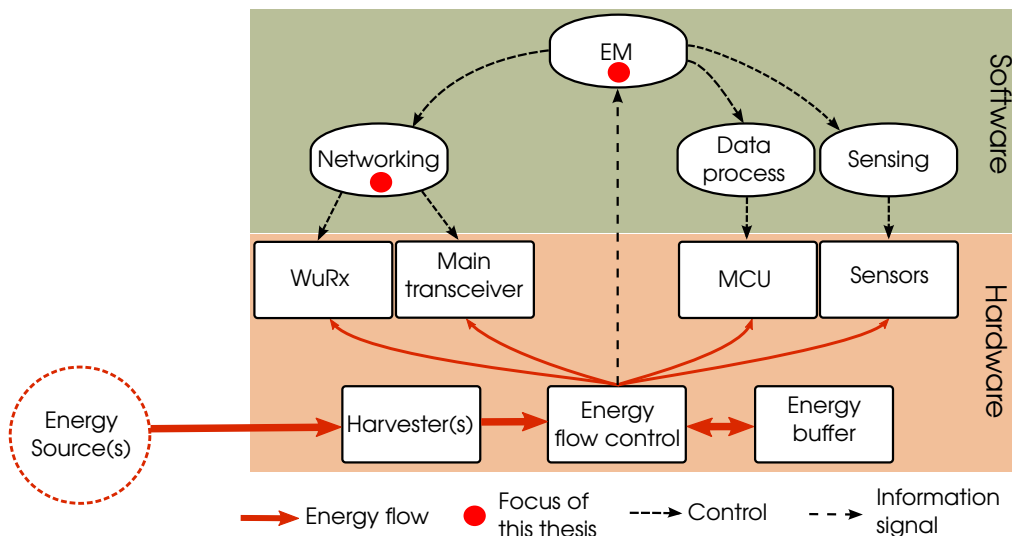 EM
Software
Networking
Data
process
Sensing
WuRx
Main
transceiver
MCU
Sensors
Hardware
Energy
Source(s)
Harvester(s)
Energy
flow control
Energy
buffer
Energy flow
Focus of
this thesis
Control
Information
signal